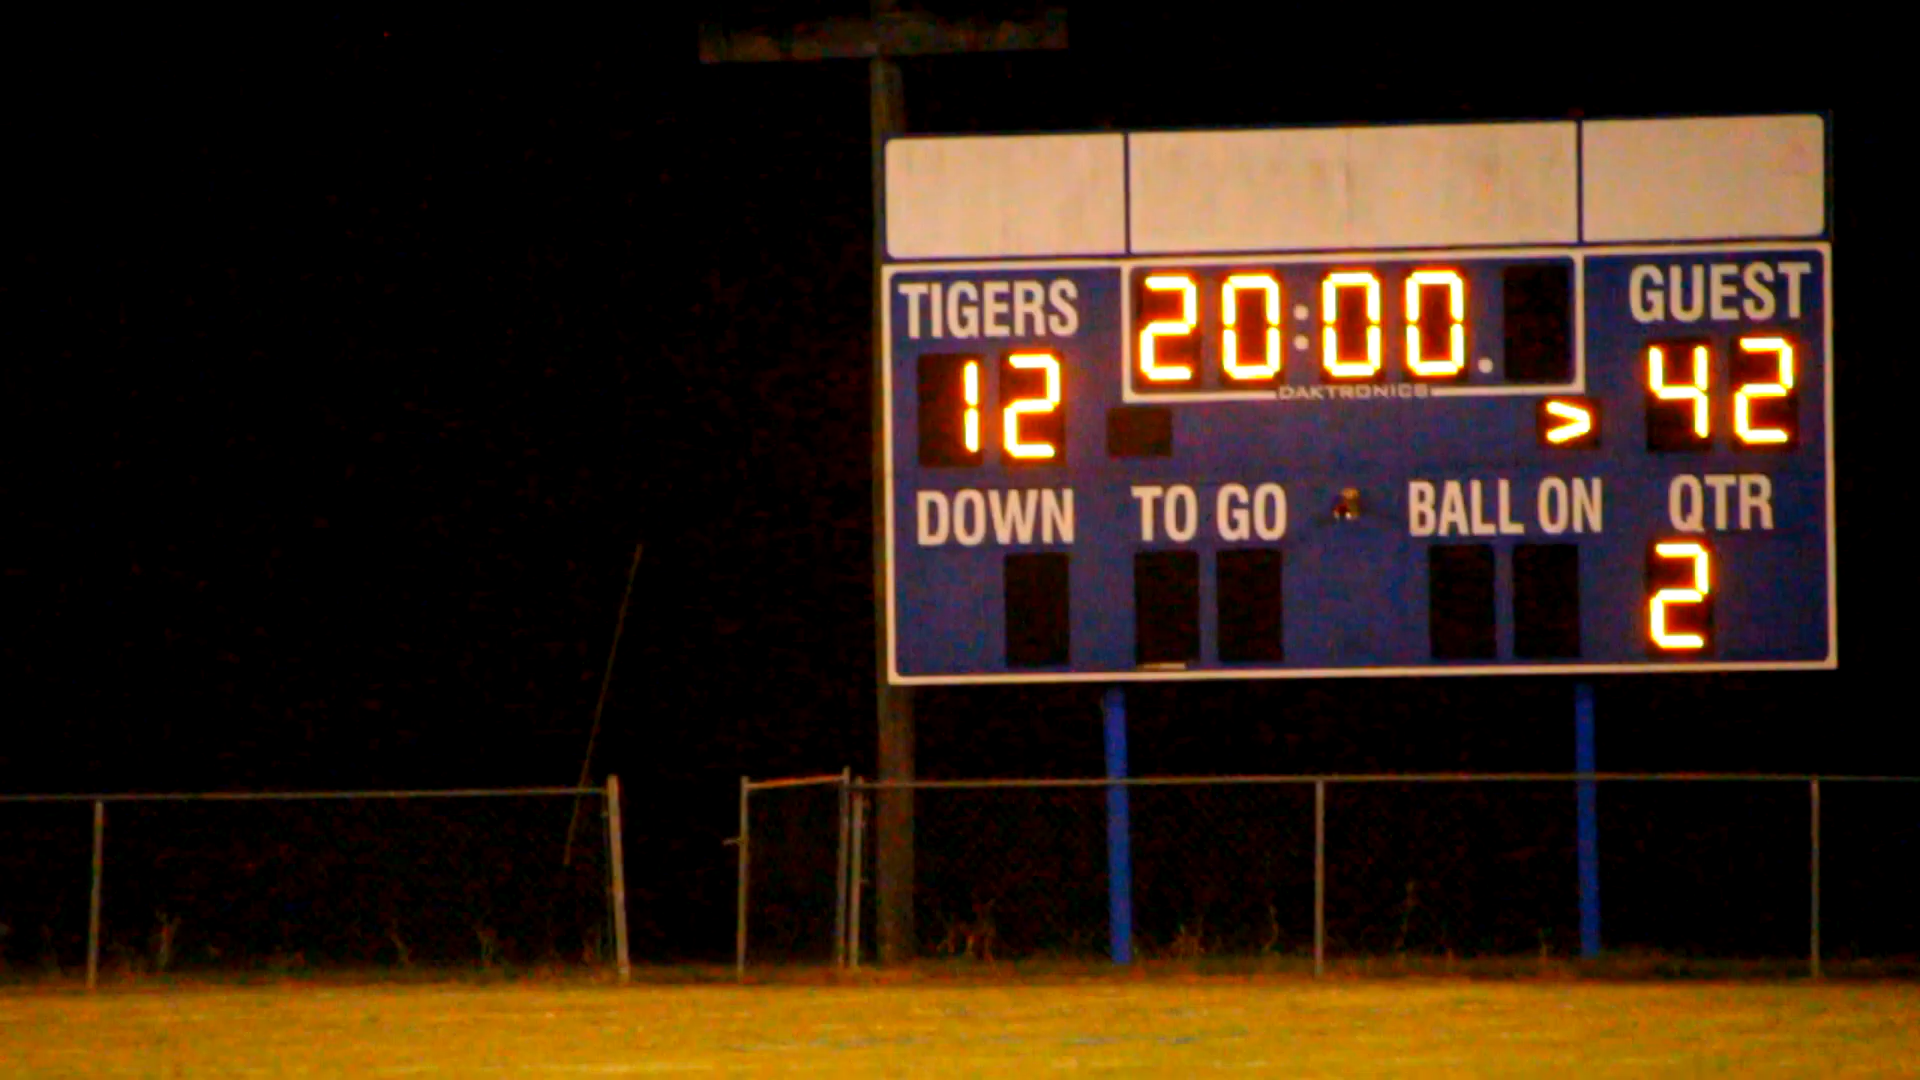 TIGERS 20:00. GUEST
12 42
DAKTRONICS
>
DOWN TO GO BALL ON QTR
2